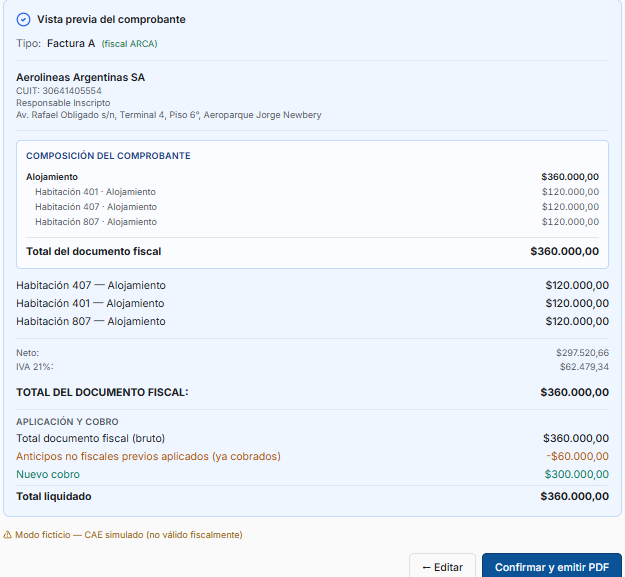 Vista previa del comprobante
Tipo: Factura A (fiscal ARCA)
Aerolineas Argentinas SA
CUIT: 30641405554
Responsable Inscripto
Av. Rafael Obligado s/n, Terminal 4, Piso 6°, Aeroparque Jorge Newbery
COMPOSICIÓN DEL COMPROBANTE
Alojamiento $360.000,00
Habitación 401 · Alojamiento $120.000,00
Habitación 407 · Alojamiento $120.000,00
Habitación 807 · Alojamiento $120.000,00
Total del documento fiscal $360.000,00
Habitación 407 — Alojamiento $120.000,00
Habitación 401 — Alojamiento $120.000,00
Habitación 807 — Alojamiento $120.000,00
Neto: $297.520,66
IVA 21%: $62.479,34
TOTAL DEL DOCUMENTO FISCAL: $360.000,00
APLICACIÓN Y COBRO
Total documento fiscal (bruto) $360.000,00
Anticipos no fiscales previos aplicados (ya cobrados) -$60.000,00
Nuevo cobro $300.000,00
Total liquidado $360.000,00
⚠ Modo ficticio — CAE simulado (no válido fiscalmente)
← Editar Confirmar y emitir PDF